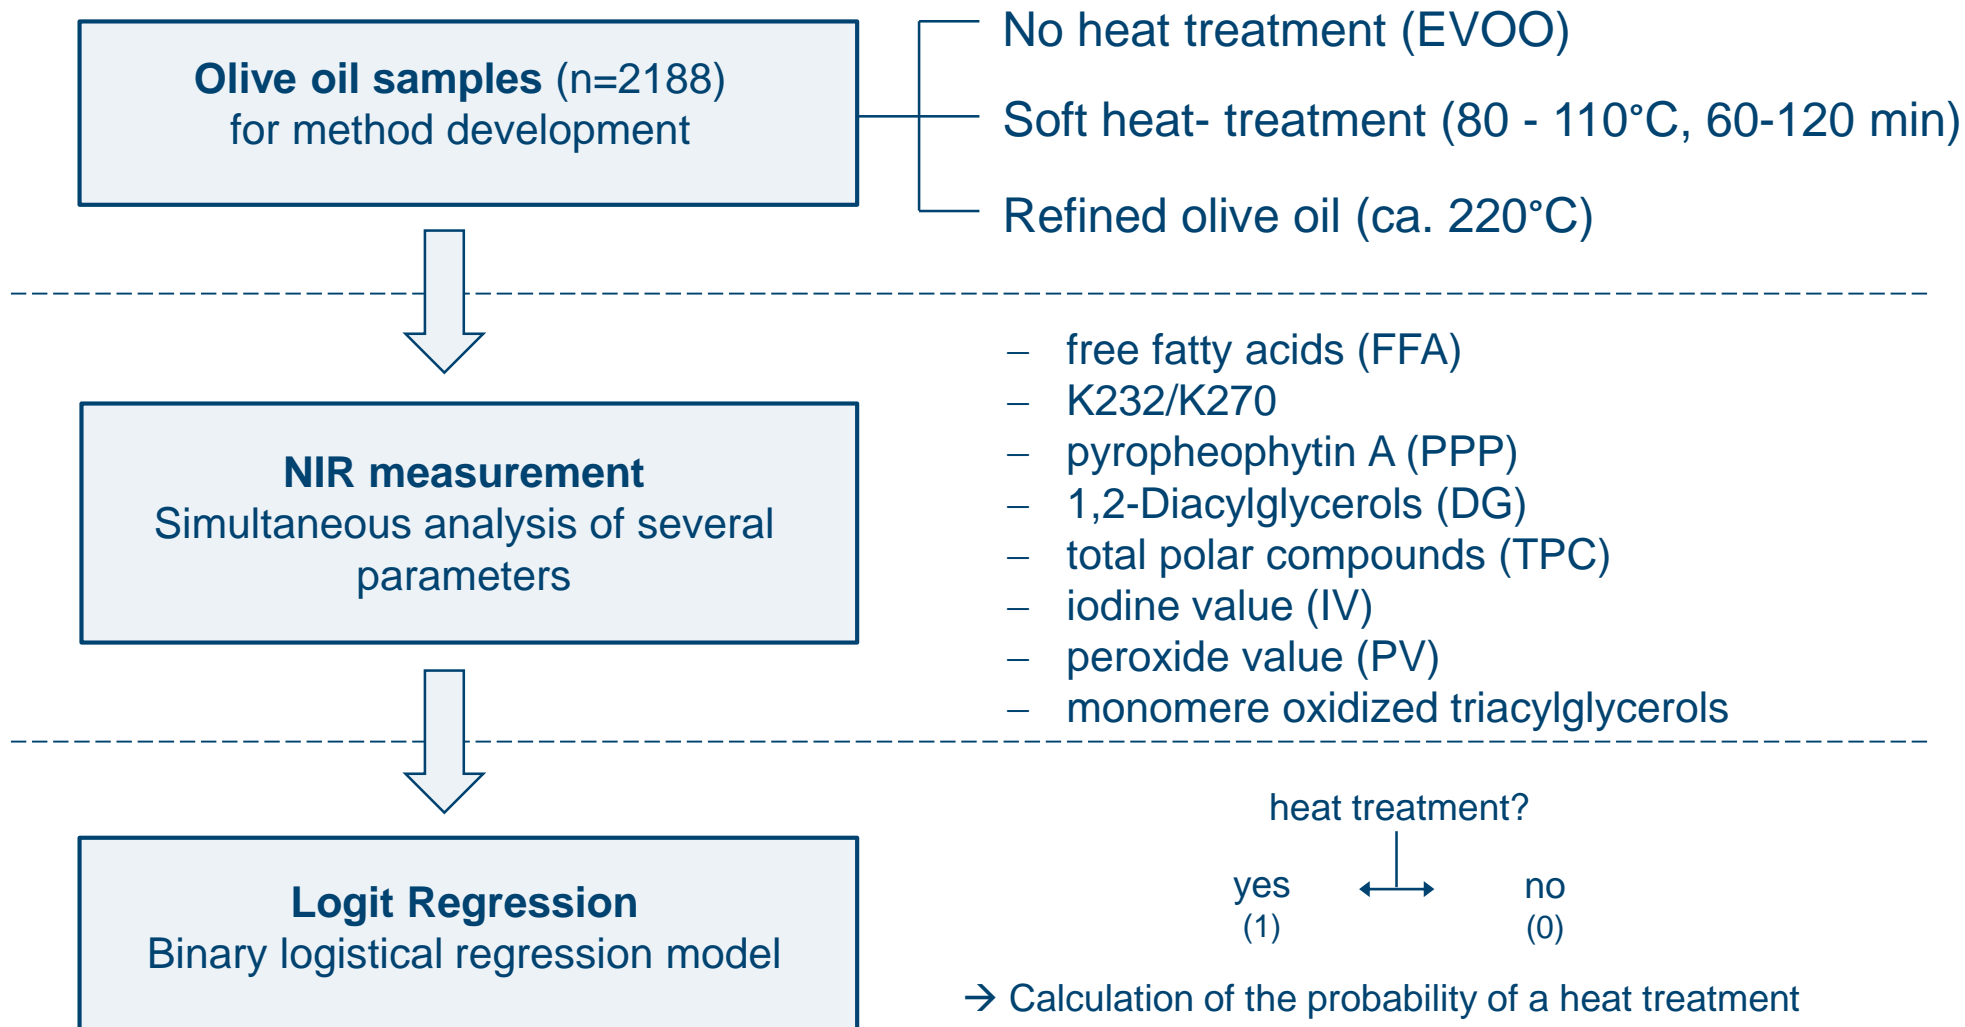 Olive oil samples (n=2188)
for method development
No heat treatment (EVOO)
Soft heat- treatment (80 - 110°C, 60-120 min)
Refined olive oil (ca. 220°C)
NIR measurement
Simultaneous analysis of several
parameters
– free fatty acids (FFA)
– K232/K270
– pyropheophytin A (PPP)
– 1,2-Diacylglycerols (DG)
– total polar compounds (TPC)
– iodine value (IV)
– peroxide value (PV)
– monomere oxidized triacylglycerols
Logit Regression
Binary logistical regression model
heat treatment?
yes no
(1) (0)
→ Calculation of the probability of a heat treatment